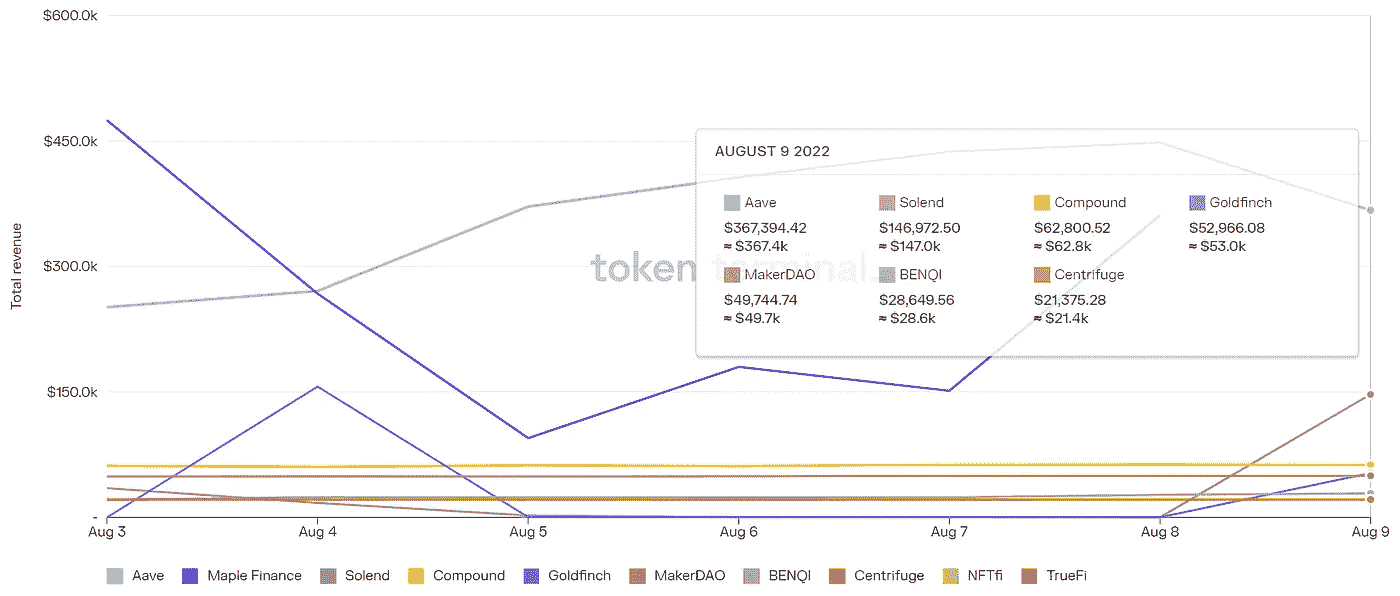 $600.0k
$450.0k
$300.0k
$150.0k
-
Total revenue
token terminal
AUGUST 9 2022
Aave Solend Compound Goldfinch
$367,394.42 $146,972.50 $62,800.52 $52,966.08
≈ $367.4k ≈ $147.0k ≈ $62.8k ≈ $53.0k
MakerDAO BENQI Centrifuge
$49,744.74 $28,649.56 $21,375.28
≈ $49.7k ≈ $28.6k ≈ $21.4k
Aug 3 Aug 4 Aug 5 Aug 6 Aug 7 Aug 8 Aug 9
Aave Maple Finance Solend Compound Goldfinch MakerDAO BENQI Centrifuge NFTfi TrueFi